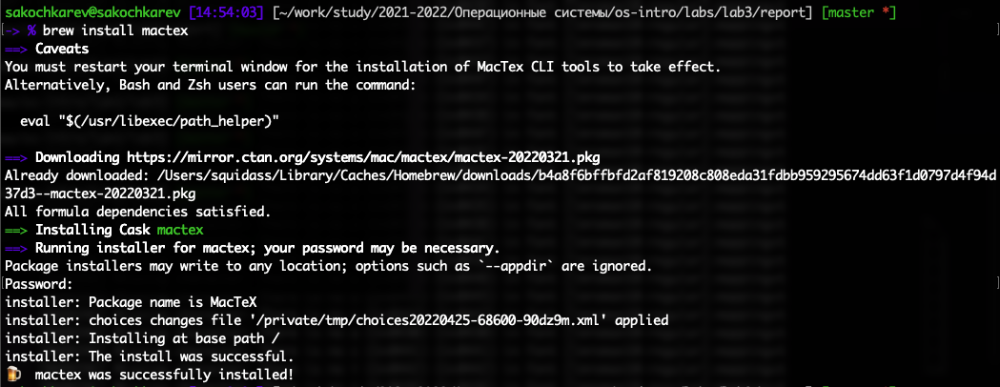 sakochkarev@sakochkarev [14:54:03] [~/work/study/2021-2022/Операционные системы/os-intro/labs/lab3/report] [master *]
-> % brew install mactex
==> Caveats
You must restart your terminal window for the installation of MacTex CLI tools to take effect.
Alternatively, Bash and Zsh users can run the command:
eval "$(/usr/libexec/path_helper)"
==> Downloading https://mirror.ctan.org/systems/mac/mactex/mactex-20220321.pkg
Already downloaded: /Users/squidass/Library/Caches/Homebrew/downloads/b4a8f6bffbfd2af819208c808eda31fdbb959295674dd63f1d0797d4f94d
37d3--mactex-20220321.pkg
All formula dependencies satisfied.
==> Installing Cask mactex
==> Running installer for mactex; your password may be necessary.
Package installers may write to any location; options such as `--appdir` are ignored.
Password:
installer: Package name is MacTeX
installer: choices changes file '/private/tmp/choices20220425-68600-90dz9m.xml' applied
installer: Installing at base path /
installer: The install was successful.
🍺 mactex was successfully installed!